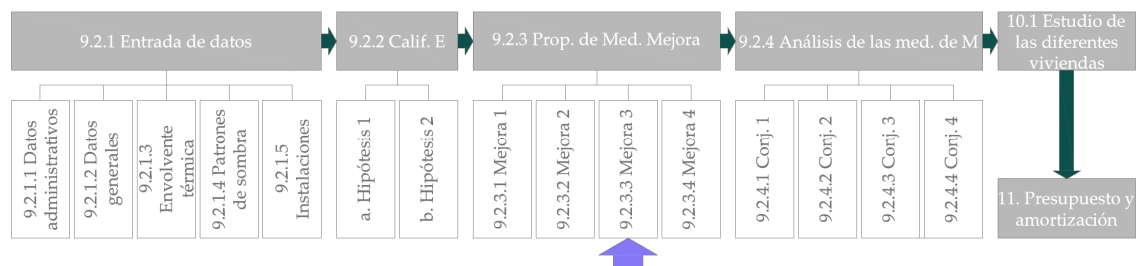 9.2.1 Entrada de datos
9.2.2 Calif. E
9.2.3 Prop. de Med. Mejora
9.2.4 Análisis de las med. de M
10.1 Estudio de
las diferentes
viviendas
9.2.1.1 Datos
administrativos
9.2.1.2 Datos
generales
9.2.1.3
Envolvente
térmica
9.2.1.4 Patrones
de sombra
9.2.1.5
Instalaciones
a. Hipótesis 1
b. Hipótesis 2
9.2.3.1 Mejora 1
9.2.3.2 Mejora 2
9.2.3.3 Mejora 3
9.2.3.4 Mejora 4
9.2.4.1 Conj. 1
9.2.4.2 Conj. 2
9.2.4.3 Conj. 3
9.2.4.4 Conj. 4
11. Presupuesto y
amortización